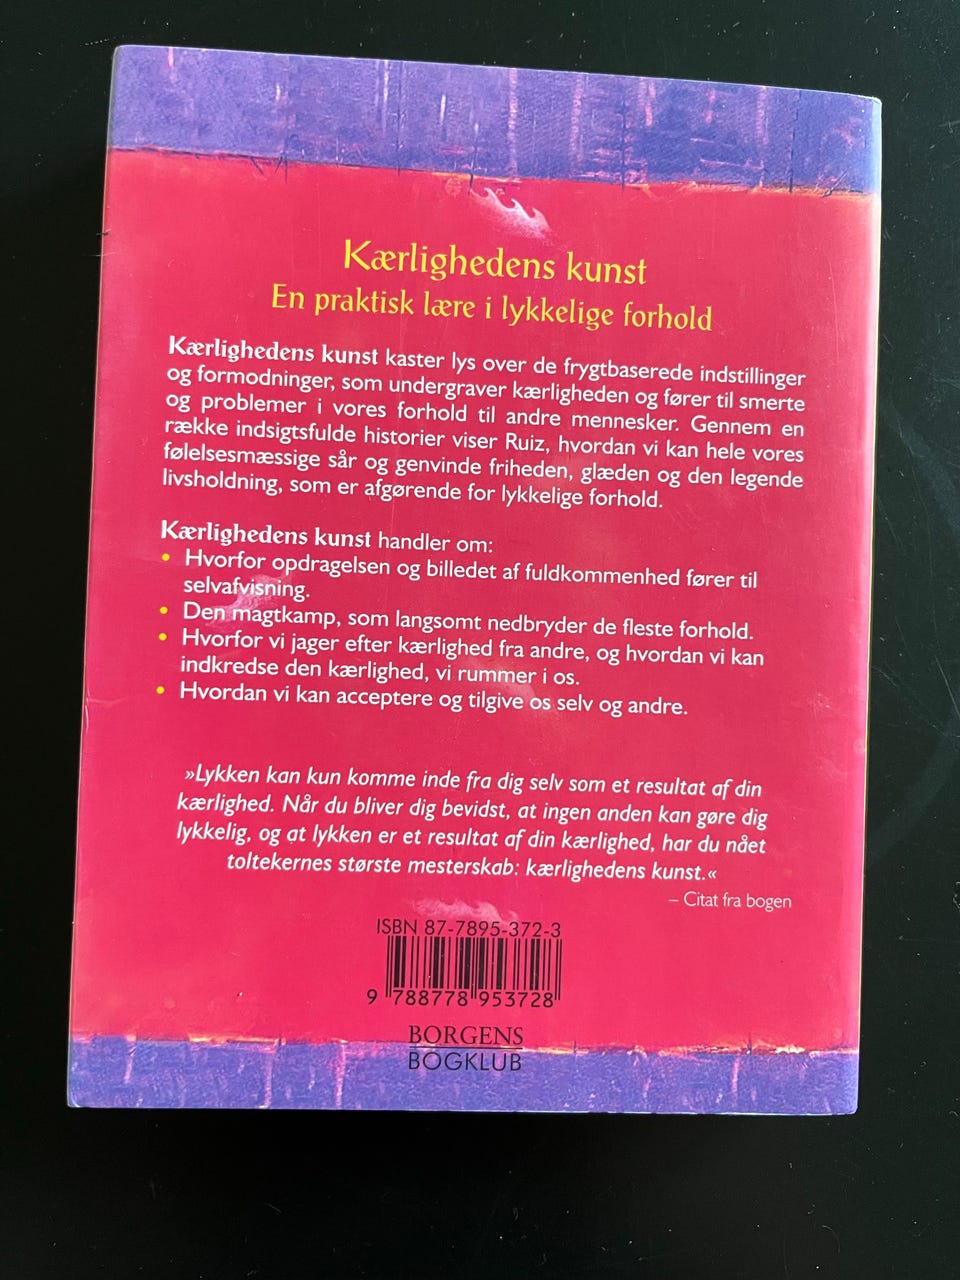 Kærlighedens kunst
En praktisk lære i lykkelige forhold
Kærlighedens kunst kaster lys over de frygtbaserede indstillinger
og formodninger, som undergraver kærligheden og fører til smerte
og problemer i vores forhold til andre mennesker. Gennem en
række indsigtsfulde historier viser Ruiz, hvordan vi kan hele vores
følelsesmæssige sår og genvinde friheden, glæden og den legende
livsholdning, som er afgørende for lykkelige forhold.
Kærlighedens kunst handler om:
• Hvorfor opdragelsen og billedet af fuldkommenhed fører til
selvafvisning.
• Den magtkamp, som langsomt nedbryder de fleste forhold.
• Hvorfor vi jager efter kærlighed fra andre, og hvordan vi kan
indkredse den kærlighed, vi rummer i os.
• Hvordan vi kan acceptere og tilgive os selv og andre.
»Lykken kan kun komme inde fra dig selv som et resultat af din
kærlighed. Når du bliver dig bevidst, at ingen anden kan gøre dig
lykkelig, og at lykken er et resultat af din kærlighed, har du nået
toltekernes største mesterskab: kærlighedens kunst.«
– Citat fra bogen
ISBN 87-7895-372-3
9 788778 953728
BORGENS
BOGKLUB